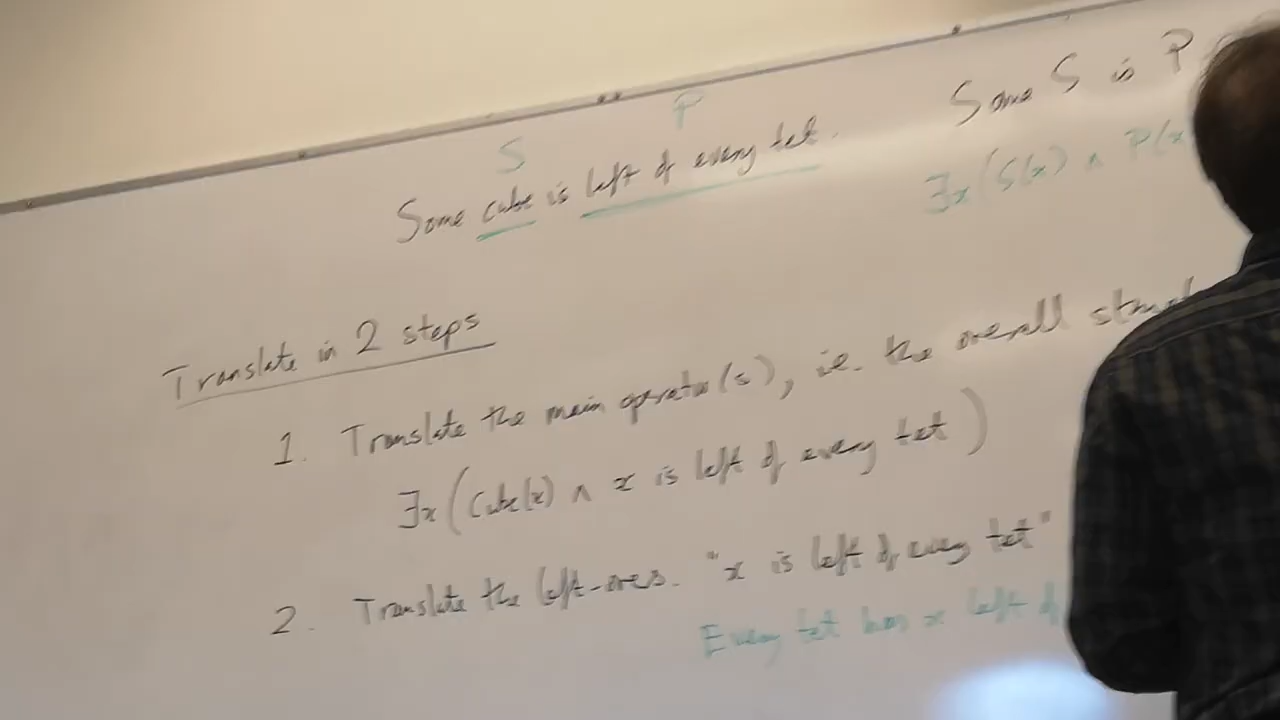 S P
Some cube is left of every tet.
Some S is P
∃x(S(x) ∧ P(x
Translate in 2 steps
1. Translate the main operator(s), i.e. the overall
∃x(Cube(x) ∧ x is left of every tet)
2. Translate the left-overs. "x is left of every tet"
Every tet has x left of